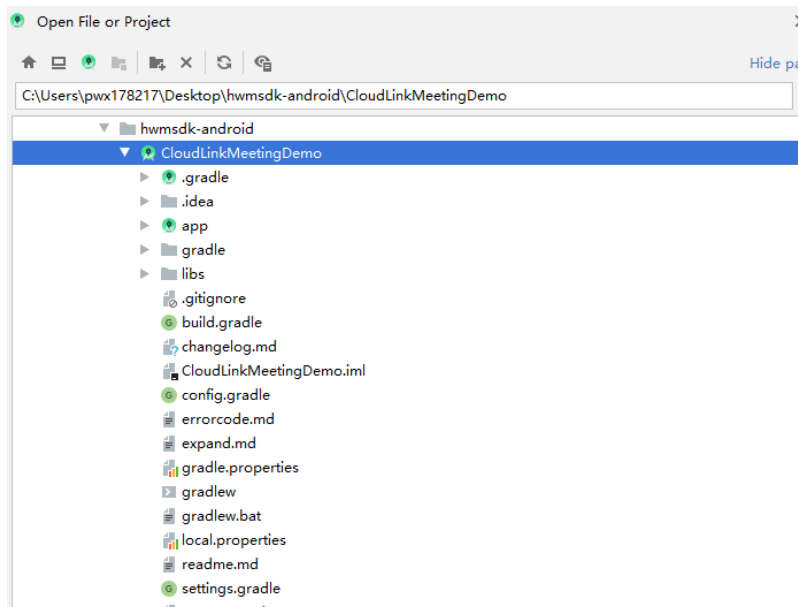 Open File or Project
Hide pa
C:\Users\pwx178217\Desktop\hwmsdk-android\CloudLinkMeetingDemo
hwmsdk-android
CloudLinkMeetingDemo
.gradle
.idea
app
gradle
libs
.gitignore
build.gradle
changelog.md
CloudLinkMeetingDemo.iml
config.gradle
errorcode.md
expand.md
gradle.properties
gradlew
gradlew.bat
local.properties
readme.md
settings.gradle